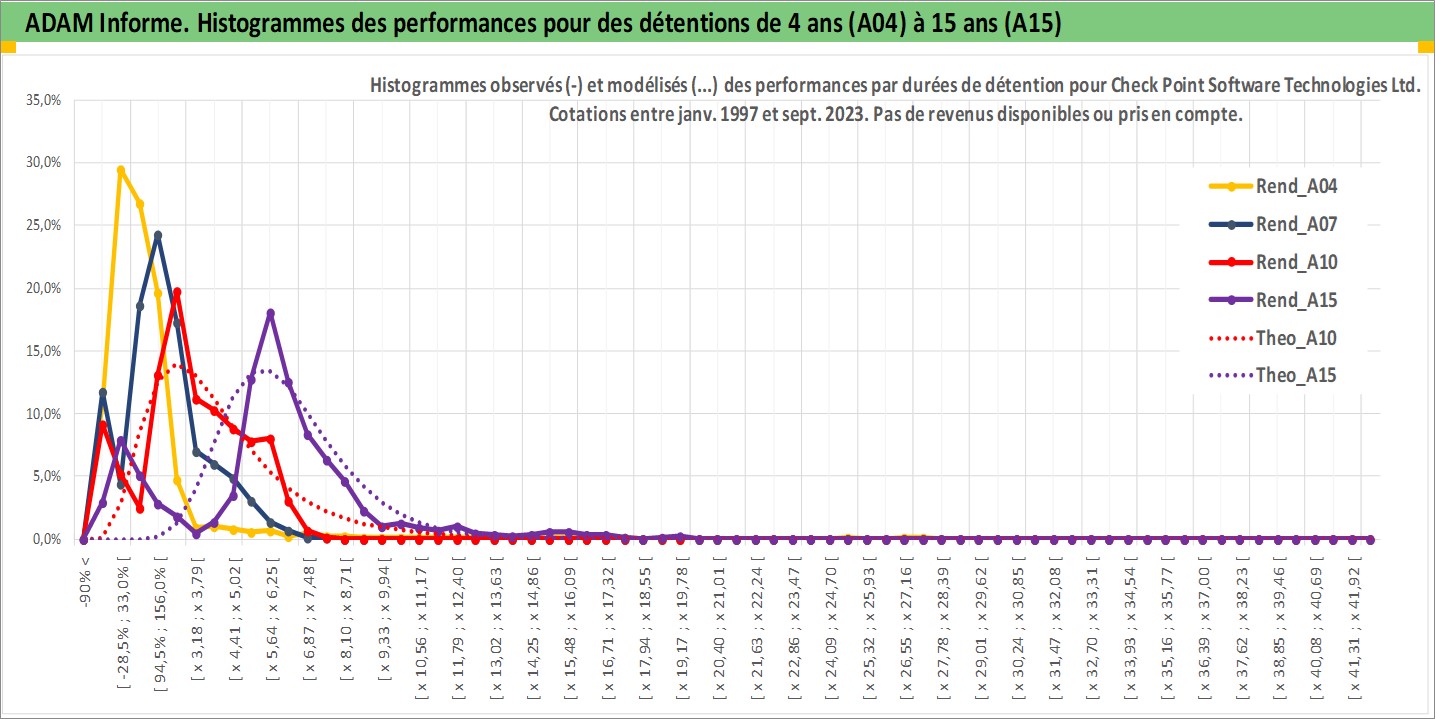 ADAM Informe. Histogrammes des performances pour des détentions de 4 ans (A04) à 15 ans (A15)
Histogrammes observés (-) et modélisés (...) des performances par durées de détention pour Check Point Software Technologies Ltd.
Cotations entre janv. 1997 et sept. 2023. Pas de revenus disponibles ou pris en compte.
35,0%
30,0%
25,0%
20,0%
15,0%
10,0%
5,0%
0,0%
Rend_A04
Rend_A07
Rend_A10
Rend_A15
Theo_A10
Theo_A15
-90% <
[ -28,5% ; 33,0% [
[ 94,5% ; 156,0% [
[ x 3,18 ; x 3,79 [
[ x 4,41 ; x 5,02 [
[ x 5,64 ; x 6,25 [
[ x 6,87 ; x 7,48 [
[ x 8,10 ; x 8,71 [
[ x 9,33 ; x 9,94 [
[ x 10,56 ; x 11,17 [
[ x 11,79 ; x 12,40 [
[ x 13,02 ; x 13,63 [
[ x 14,25 ; x 14,86 [
[ x 15,48 ; x 16,09 [
[ x 16,71 ; x 17,32 [
[ x 17,94 ; x 18,55 [
[ x 19,17 ; x 19,78 [
[ x 20,40 ; x 21,01 [
[ x 21,63 ; x 22,24 [
[ x 22,86 ; x 23,47 [
[ x 24,09 ; x 24,70 [
[ x 25,32 ; x 25,93 [
[ x 26,55 ; x 27,16 [
[ x 27,78 ; x 28,39 [
[ x 29,01 ; x 29,62 [
[ x 30,24 ; x 30,85 [
[ x 31,47 ; x 32,08 [
[ x 32,70 ; x 33,31 [
[ x 33,93 ; x 34,54 [
[ x 35,16 ; x 35,77 [
[ x 36,39 ; x 37,00 [
[ x 37,62 ; x 38,23 [
[ x 38,85 ; x 39,46 [
[ x 40,08 ; x 40,69 [
[ x 41,31 ; x 41,92 [